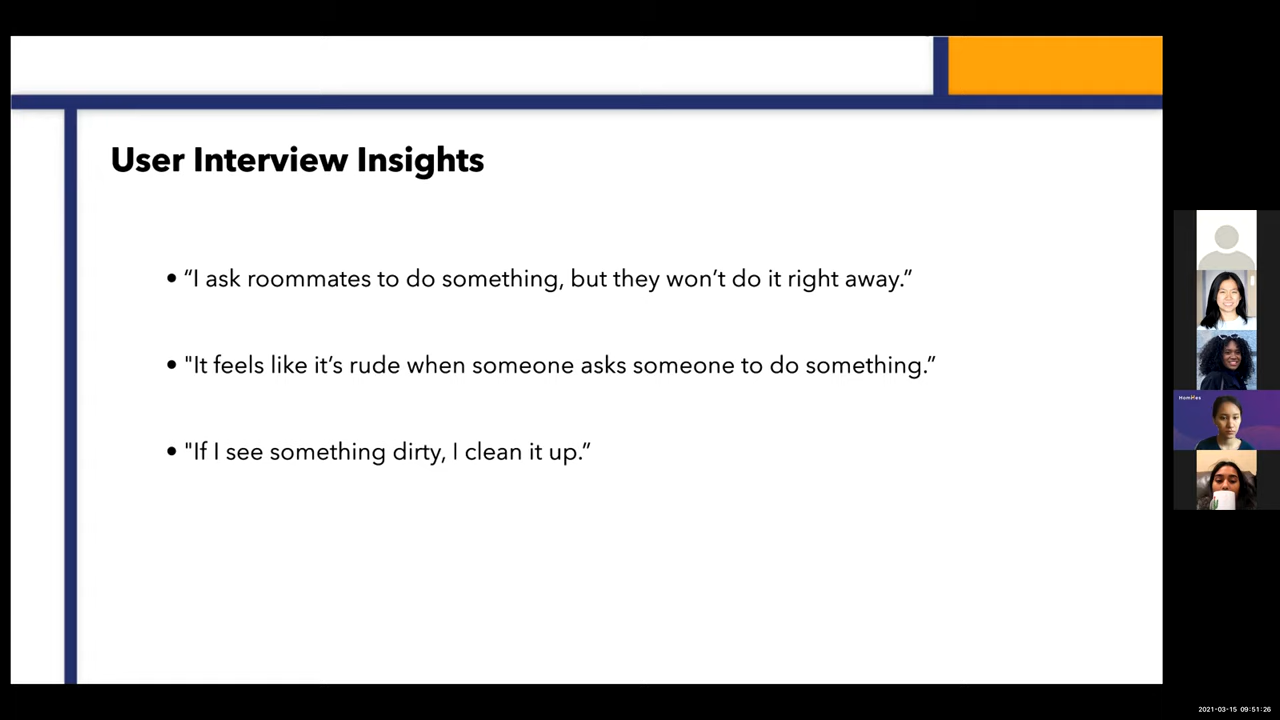 User Interview Insights
• “I ask roommates to do something, but they won’t do it right away.”
• "It feels like it’s rude when someone asks someone to do something.”
• "If I see something dirty, I clean it up.”
HomHes
2021-03-15 09:51:26